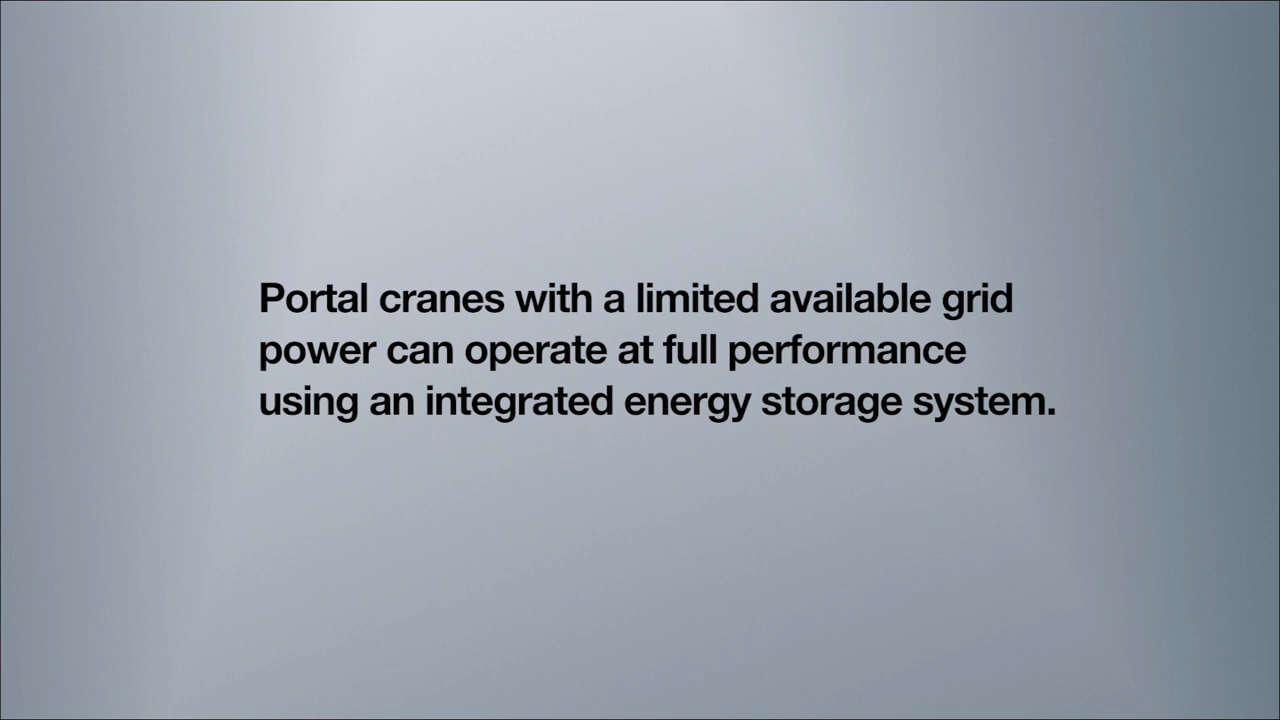 Portal cranes with a limited available grid
power can operate at full performance
using an integrated energy storage system.